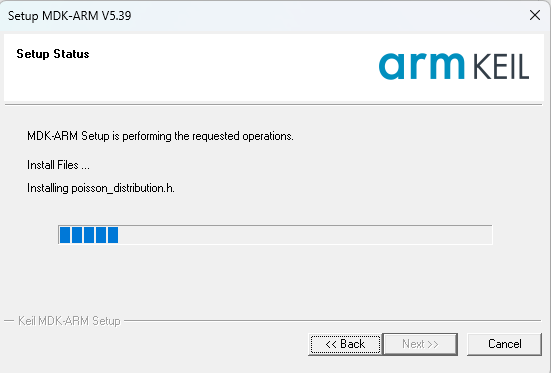 Setup MDK-ARM V5.39
Setup Status
arm KEIL
MDK-ARM Setup is performing the requested operations.
Install Files ...
Installing poisson_distribution.h.
Keil MDK-ARM Setup
<< Back
Next >>
Cancel